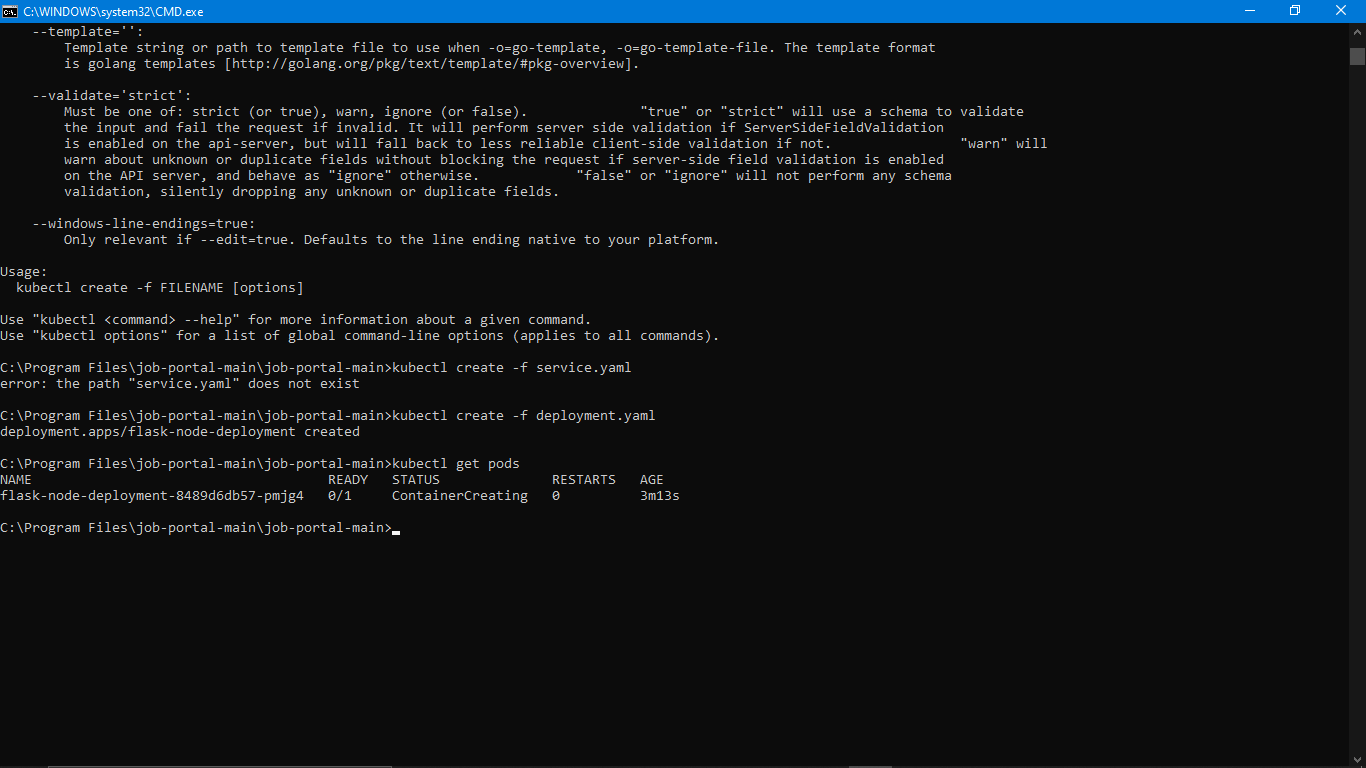 C:\WINDOWS\system32\CMD.exe
--template='':
Template string or path to template file to use when -o=go-template, -o=go-template-file. The template format
is golang templates [http://golang.org/pkg/text/template/#pkg-overview].
--validate='strict':
Must be one of: strict (or true), warn, ignore (or false).              "true" or "strict" will use a schema to validate
the input and fail the request if invalid. It will perform server side validation if ServerSideFieldValidation
is enabled on the api-server, but will fall back to less reliable client-side validation if not.                "warn" will
warn about unknown or duplicate fields without blocking the request if server-side field validation is enabled
on the API server, and behave as "ignore" otherwise.            "false" or "ignore" will not perform any schema
validation, silently dropping any unknown or duplicate fields.
--windows-line-endings=true:
Only relevant if --edit=true. Defaults to the line ending native to your platform.
Usage:
kubectl create -f FILENAME [options]
Use "kubectl <command> --help" for more information about a given command.
Use "kubectl options" for a list of global command-line options (applies to all commands).
C:\Program Files\job-portal-main\job-portal-main>kubectl create -f service.yaml
error: the path "service.yaml" does not exist
C:\Program Files\job-portal-main\job-portal-main>kubectl create -f deployment.yaml
deployment.apps/flask-node-deployment created
C:\Program Files\job-portal-main\job-portal-main>kubectl get pods
NAME                                     READY   STATUS              RESTARTS   AGE
flask-node-deployment-8489d6db57-pmjg4   0/1     ContainerCreating   0          3m13s
C:\Program Files\job-portal-main\job-portal-main>